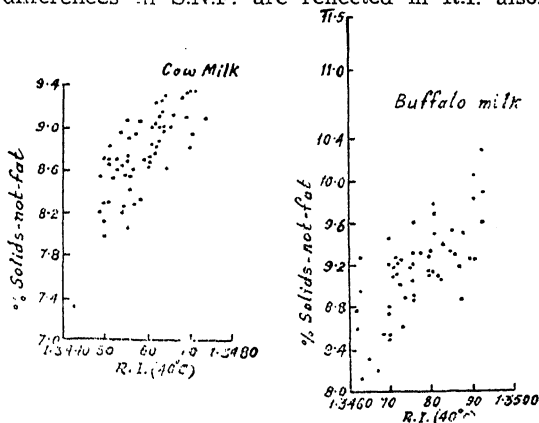 differences in S.N.F. are reflected in R.I. also
Cow Milk
% Solids-not-fat
9.4
9.0
8.6
8.2
7.4
7.0
1.3440 50 60 70 1.3480
R.I. (40°C)
Buffalo milk
% Solids-not-fat
11.5
11.0
10.4
10.0
9.6
9.2
8.8
8.4
8.0
1.3460 70 80 90 1.3500
R.I. (40°C)